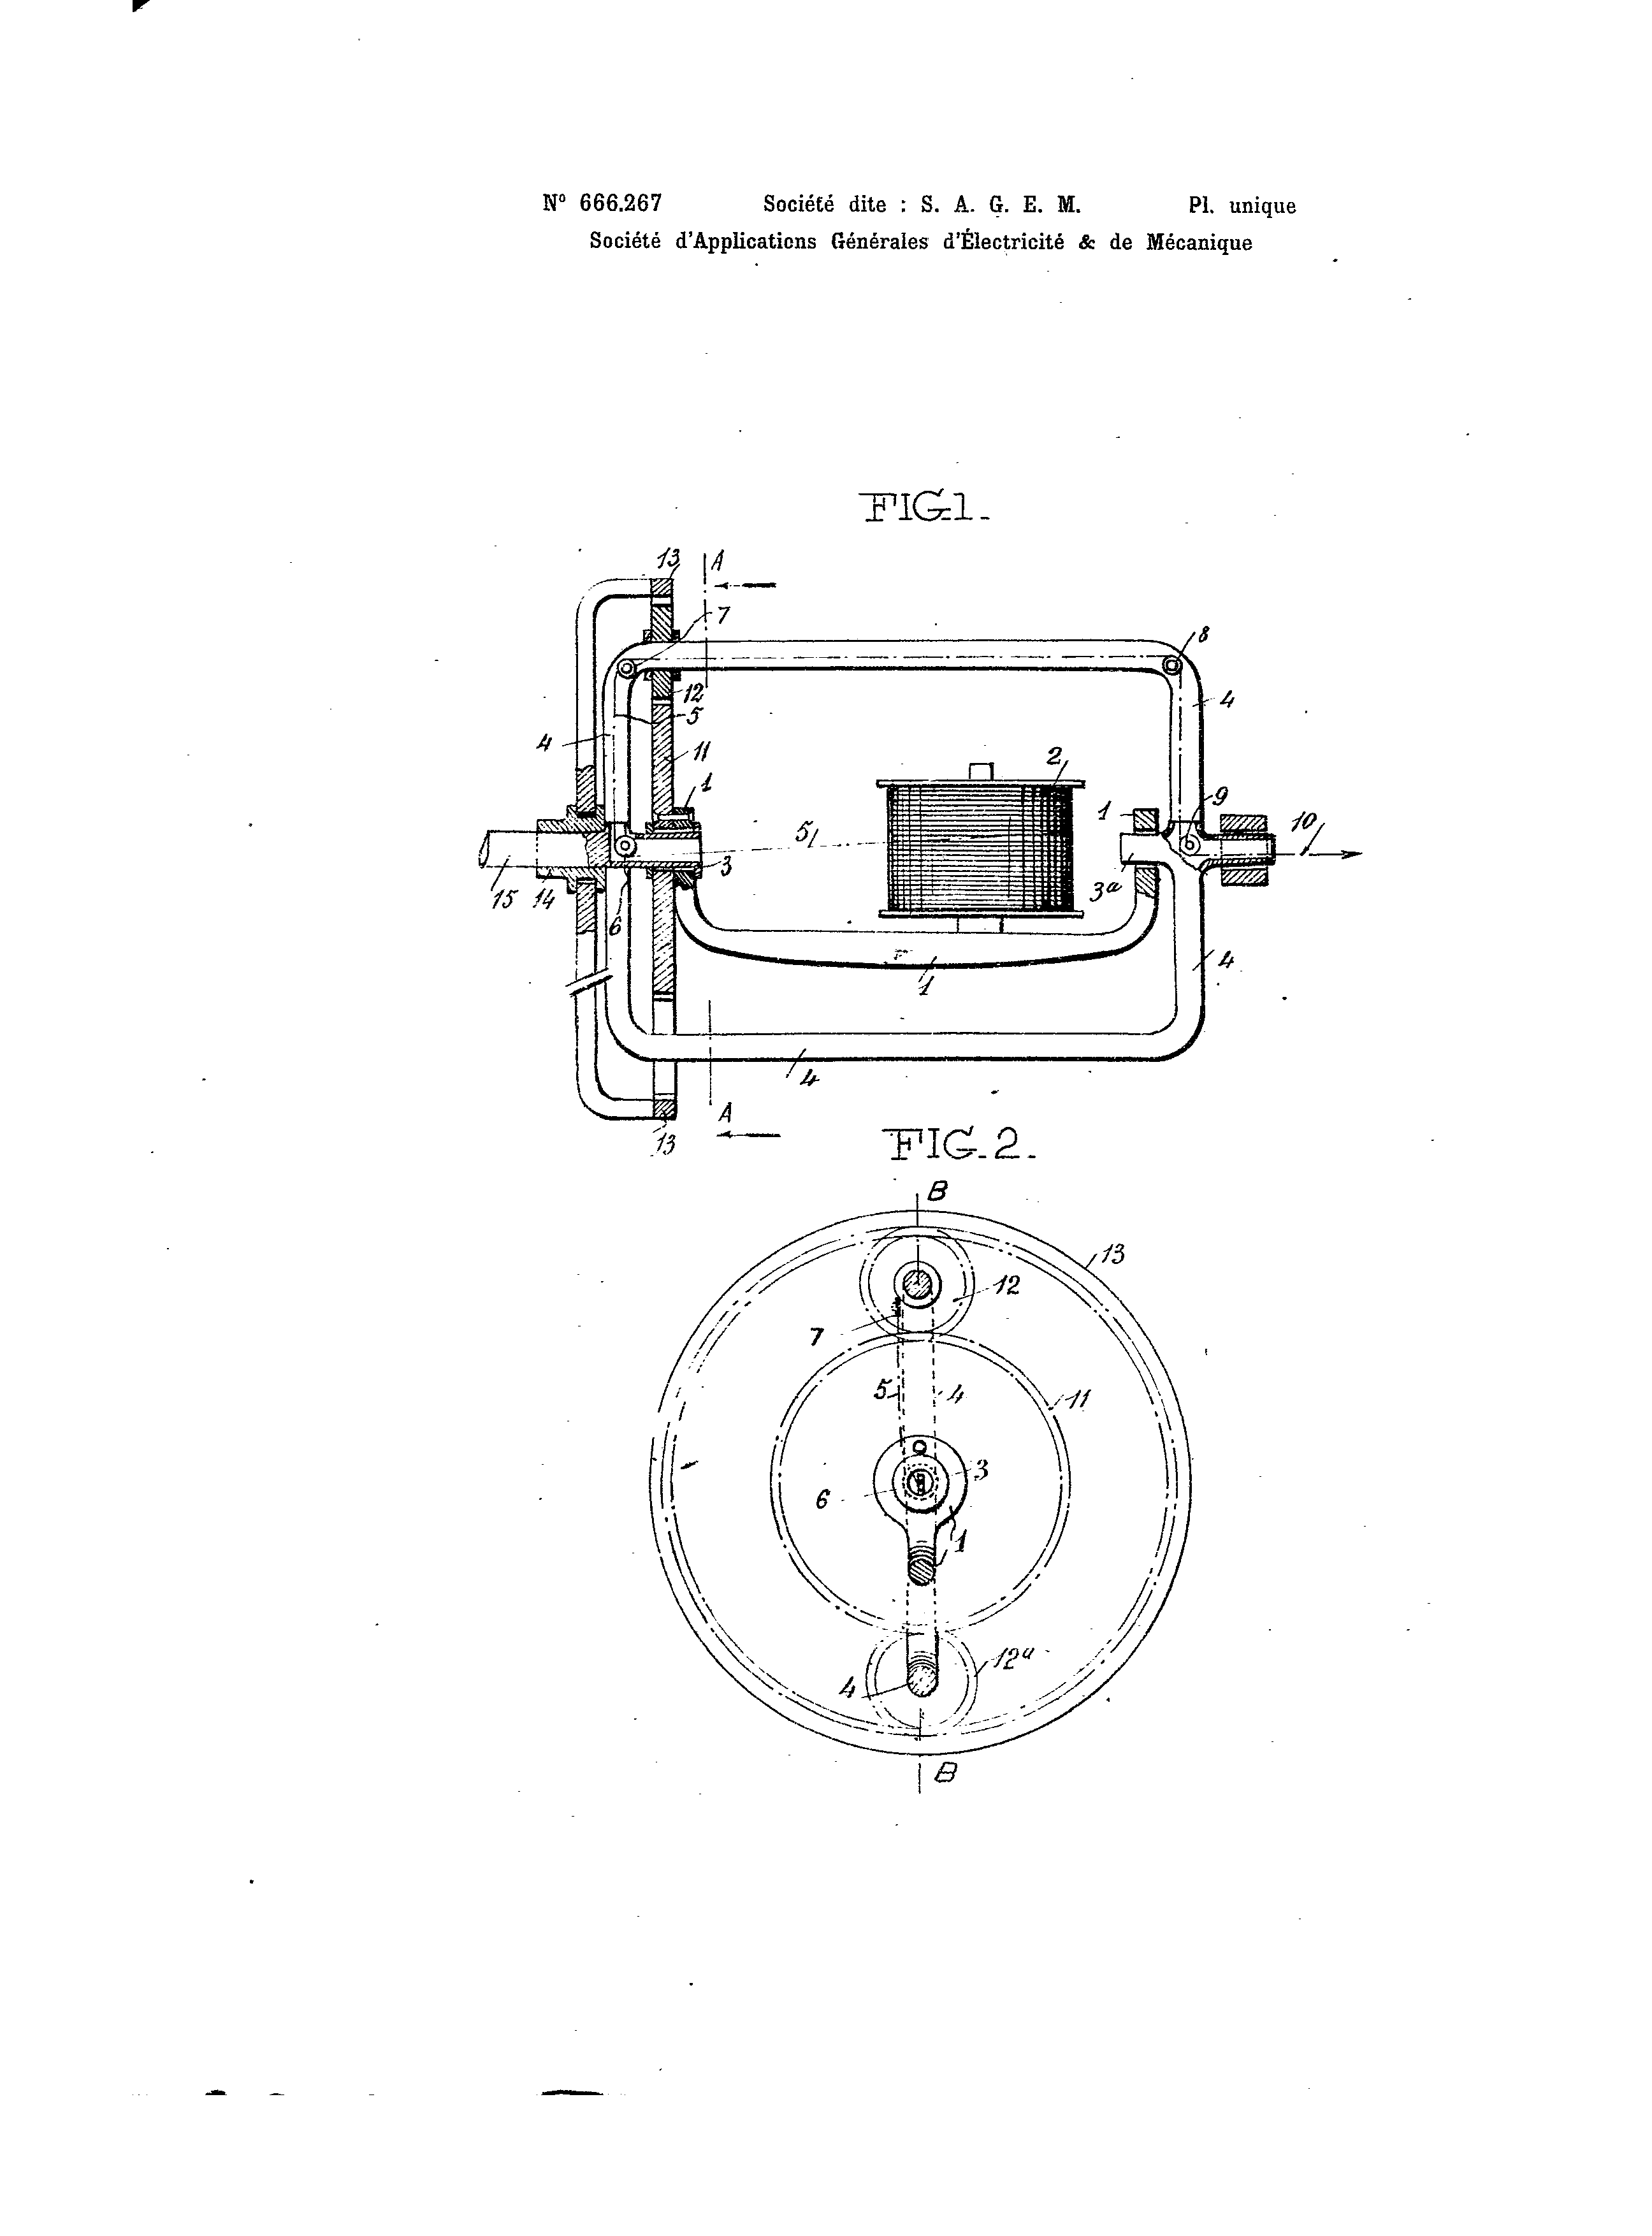 Nº 666.267 Société dite : S. A. G. E. M. Pl. unique
Société d'Applications Générales d'Électricité & de Mécanique
FIG.1.
13 A
7
8
12
5
4
4
11
2
1
9
1
5
10
3
3a
15 14
6
4
1
4
A
13
FIG.2.
B
13
12
7
5 4
11
3
6
1
12a
4
B